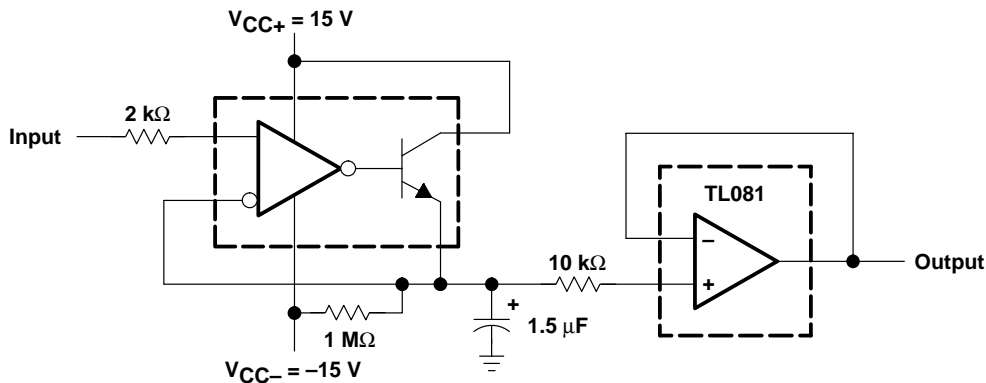 VCC+ = 15 V
2 kΩ
Input
TL081
−
+
10 kΩ
Output
+
1.5 μF
1 MΩ
VCC− = −15 V